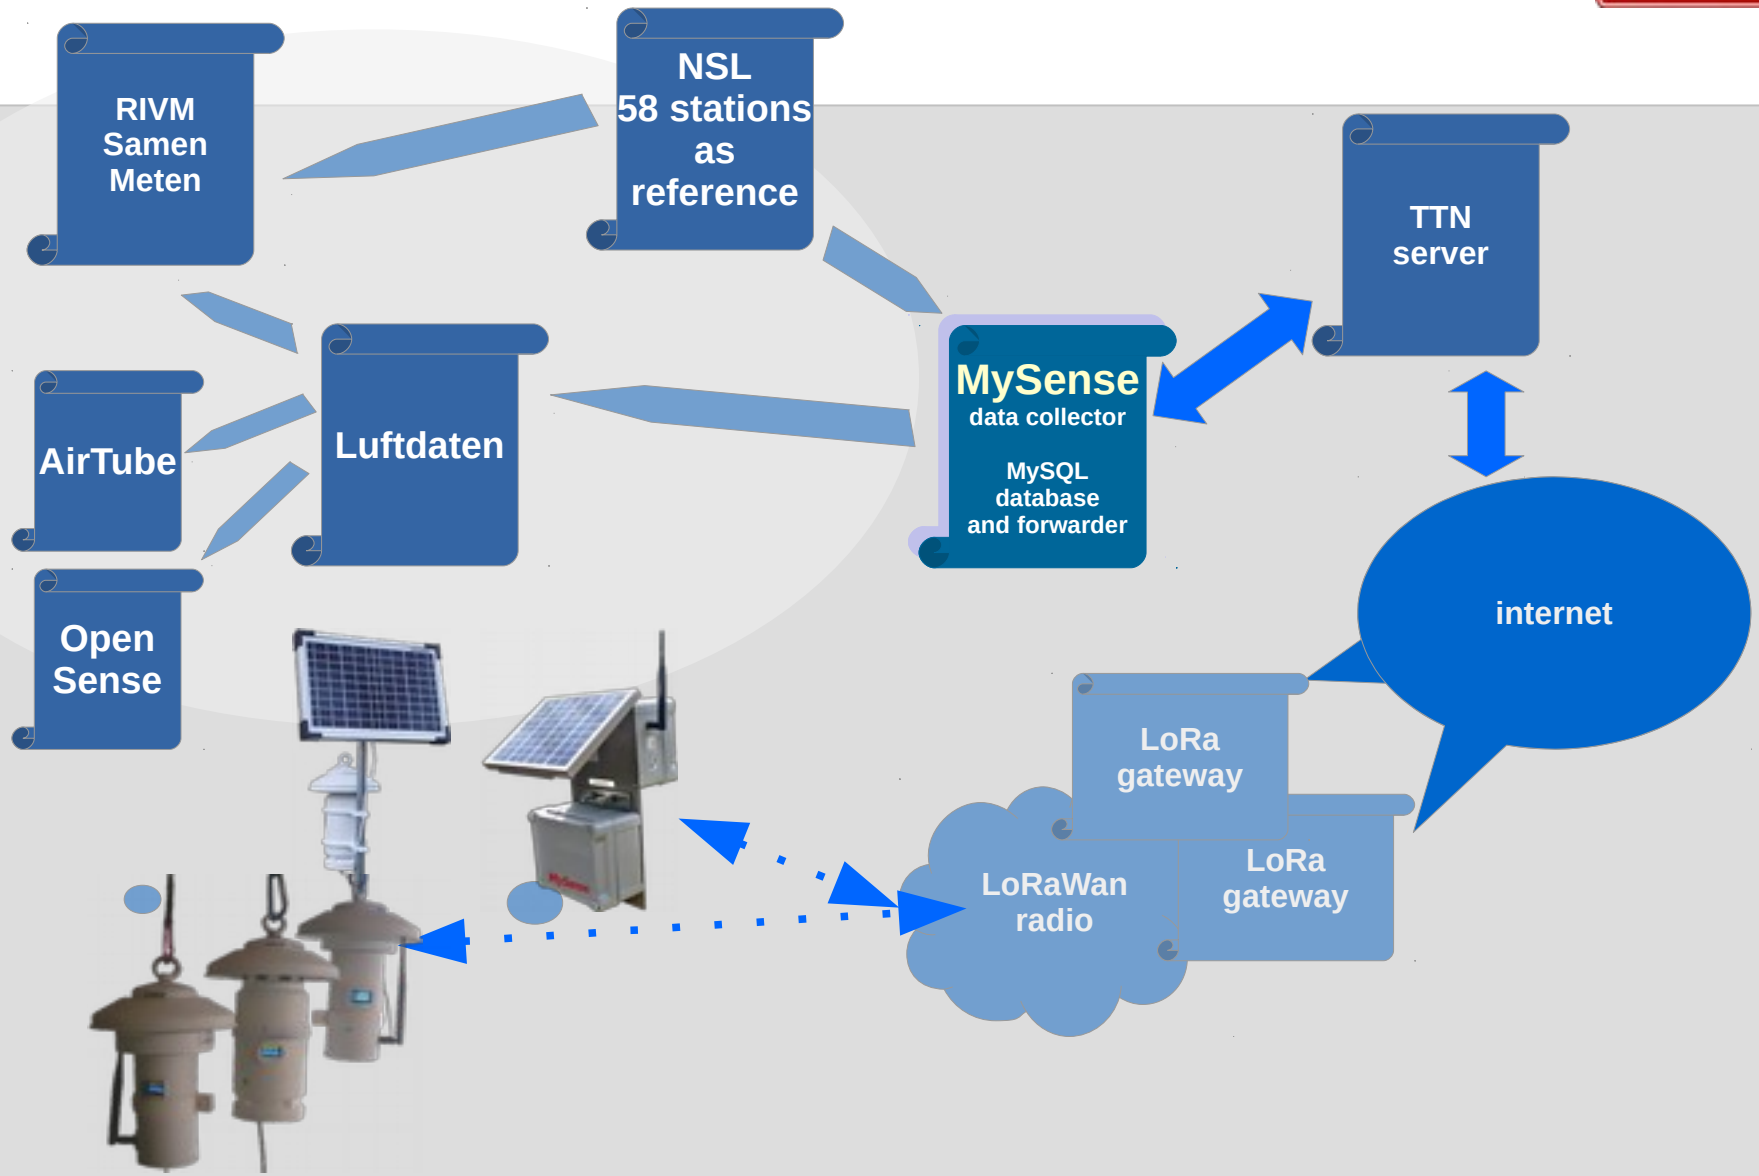 RIVM
Samen
Meten
NSL
58 stations
as
reference
TTN
server
MySense
data collector
MySQL
database
and forwarder
Luftdaten
AirTube
Open
Sense
internet
LoRa
gateway
LoRa
gateway
LoRaWan
radio
MySense